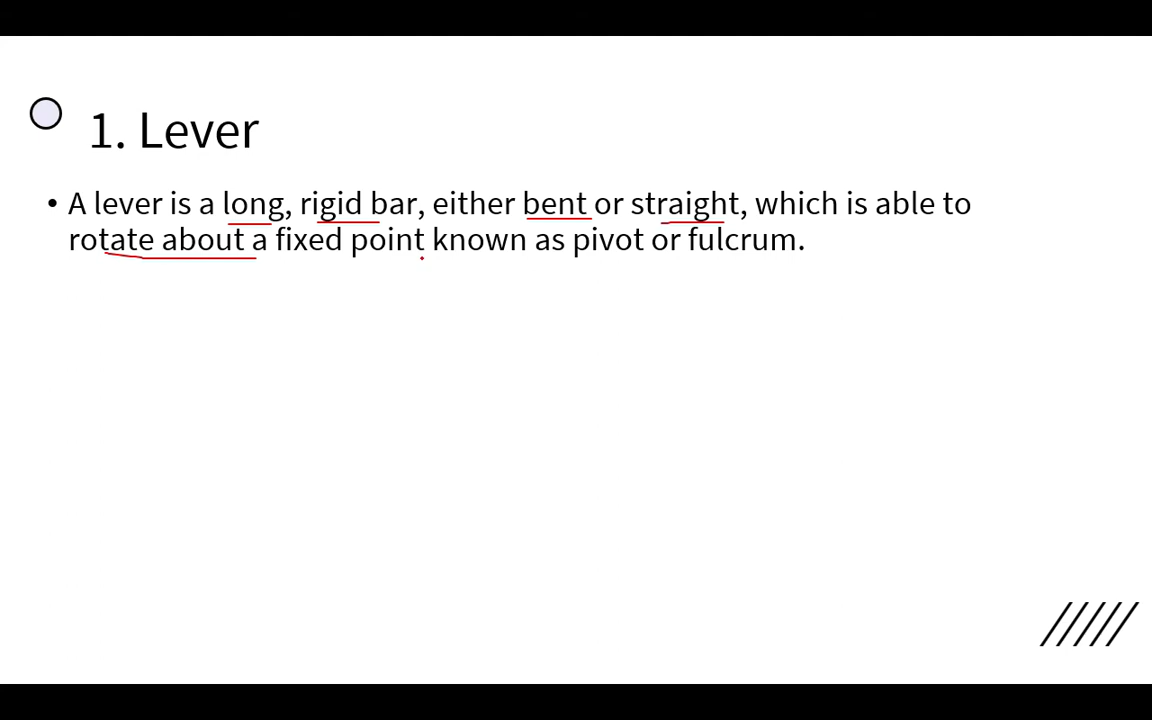 1. Lever
• A lever is a long, rigid bar, either bent or straight, which is able to
rotate about a fixed point known as pivot or fulcrum.